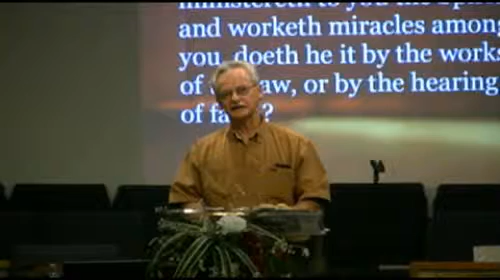 ministereth to you the Spirit,
and worketh miracles among
you, doeth he it by the works
of law, or by the hearing
of